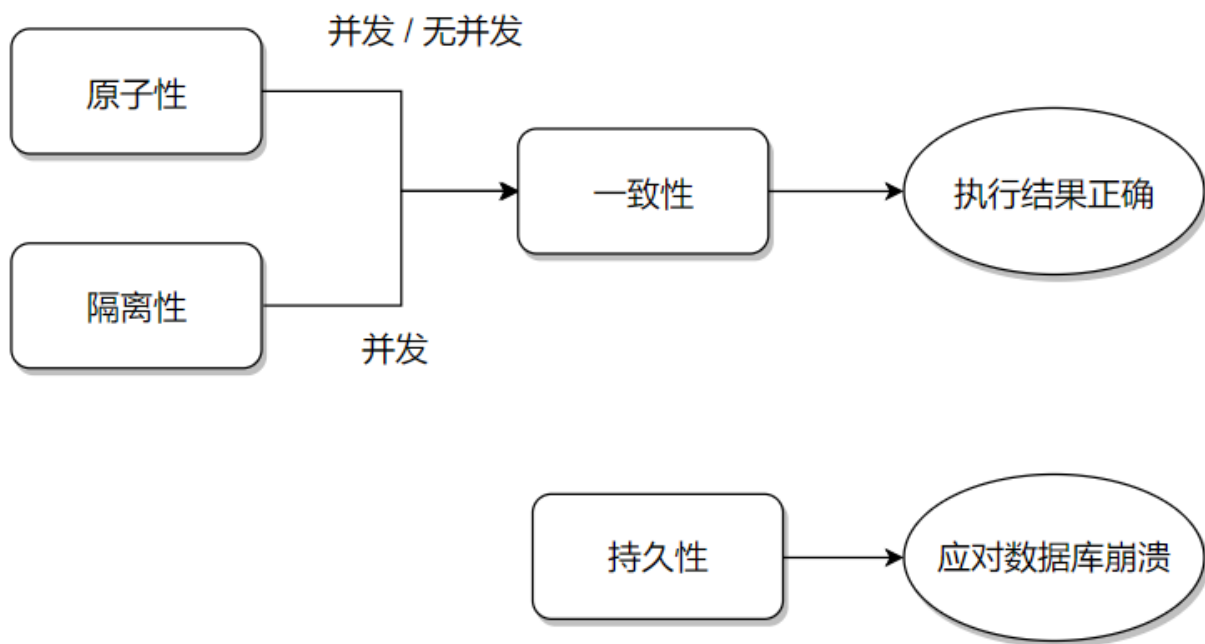 并发 / 无并发
原子性
一致性
执行结果正确
隔离性
并发
持久性
应对数据库崩溃